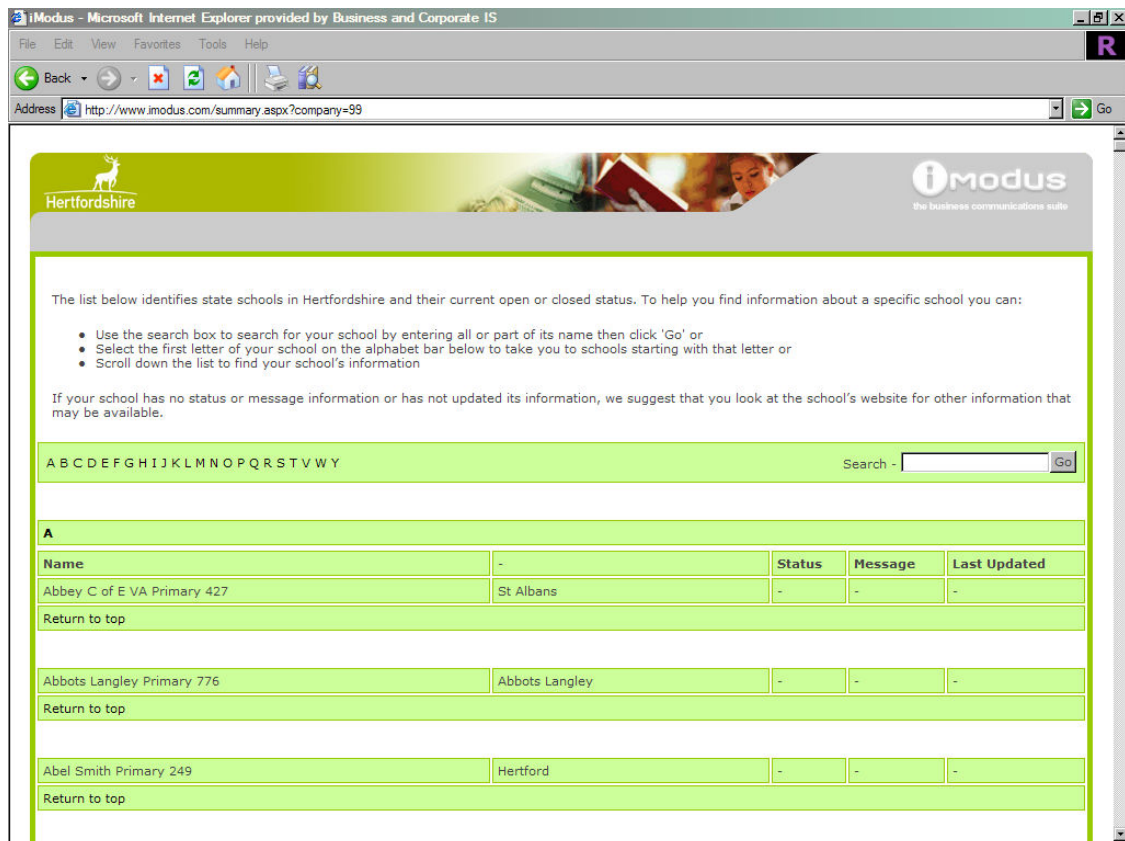 iModus - Microsoft Internet Explorer provided by Business and Corporate IS
File Edit View Favorites Tools Help
R
Back
Address http://www.imodus.com/summary.aspx?company=99 Go
Hertfordshire
imodus
the business communications suite
The list below identifies state schools in Hertfordshire and their current open or closed status. To help you find information about a specific school you can:
• Use the search box to search for your school by entering all or part of its name then click 'Go' or
• Select the first letter of your school on the alphabet bar below to take you to schools starting with that letter or
• Scroll down the list to find your school's information
If your school has no status or message information or has not updated its information, we suggest that you look at the school's website for other information that
may be available.
A B C D E F G H I J K L M N O P Q R S T V W Y Search - Go
A
Name - Status Message Last Updated
Abbey C of E VA Primary 427 St Albans - - -
Return to top
Abbots Langley Primary 776 Abbots Langley - - -
Return to top
Abel Smith Primary 249 Hertford - - -
Return to top